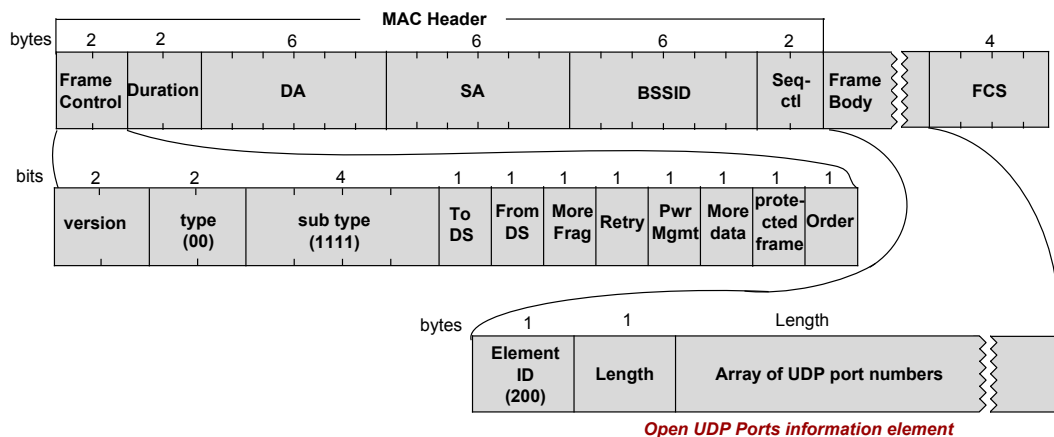 MAC Header
bytes 2 2 6 6 6 2 4
Frame Control Duration DA SA BSSID Seq-ctl Frame Body FCS
bits 2 2 4 1 1 1 1 1 1 1 1
version type (00) sub type (1111) To DS From DS More Frag Retry Pwr Mgmt More data prote-cted frame Order
bytes 1 1 Length
Element ID (200) Length Array of UDP port numbers
Open UDP Ports information element